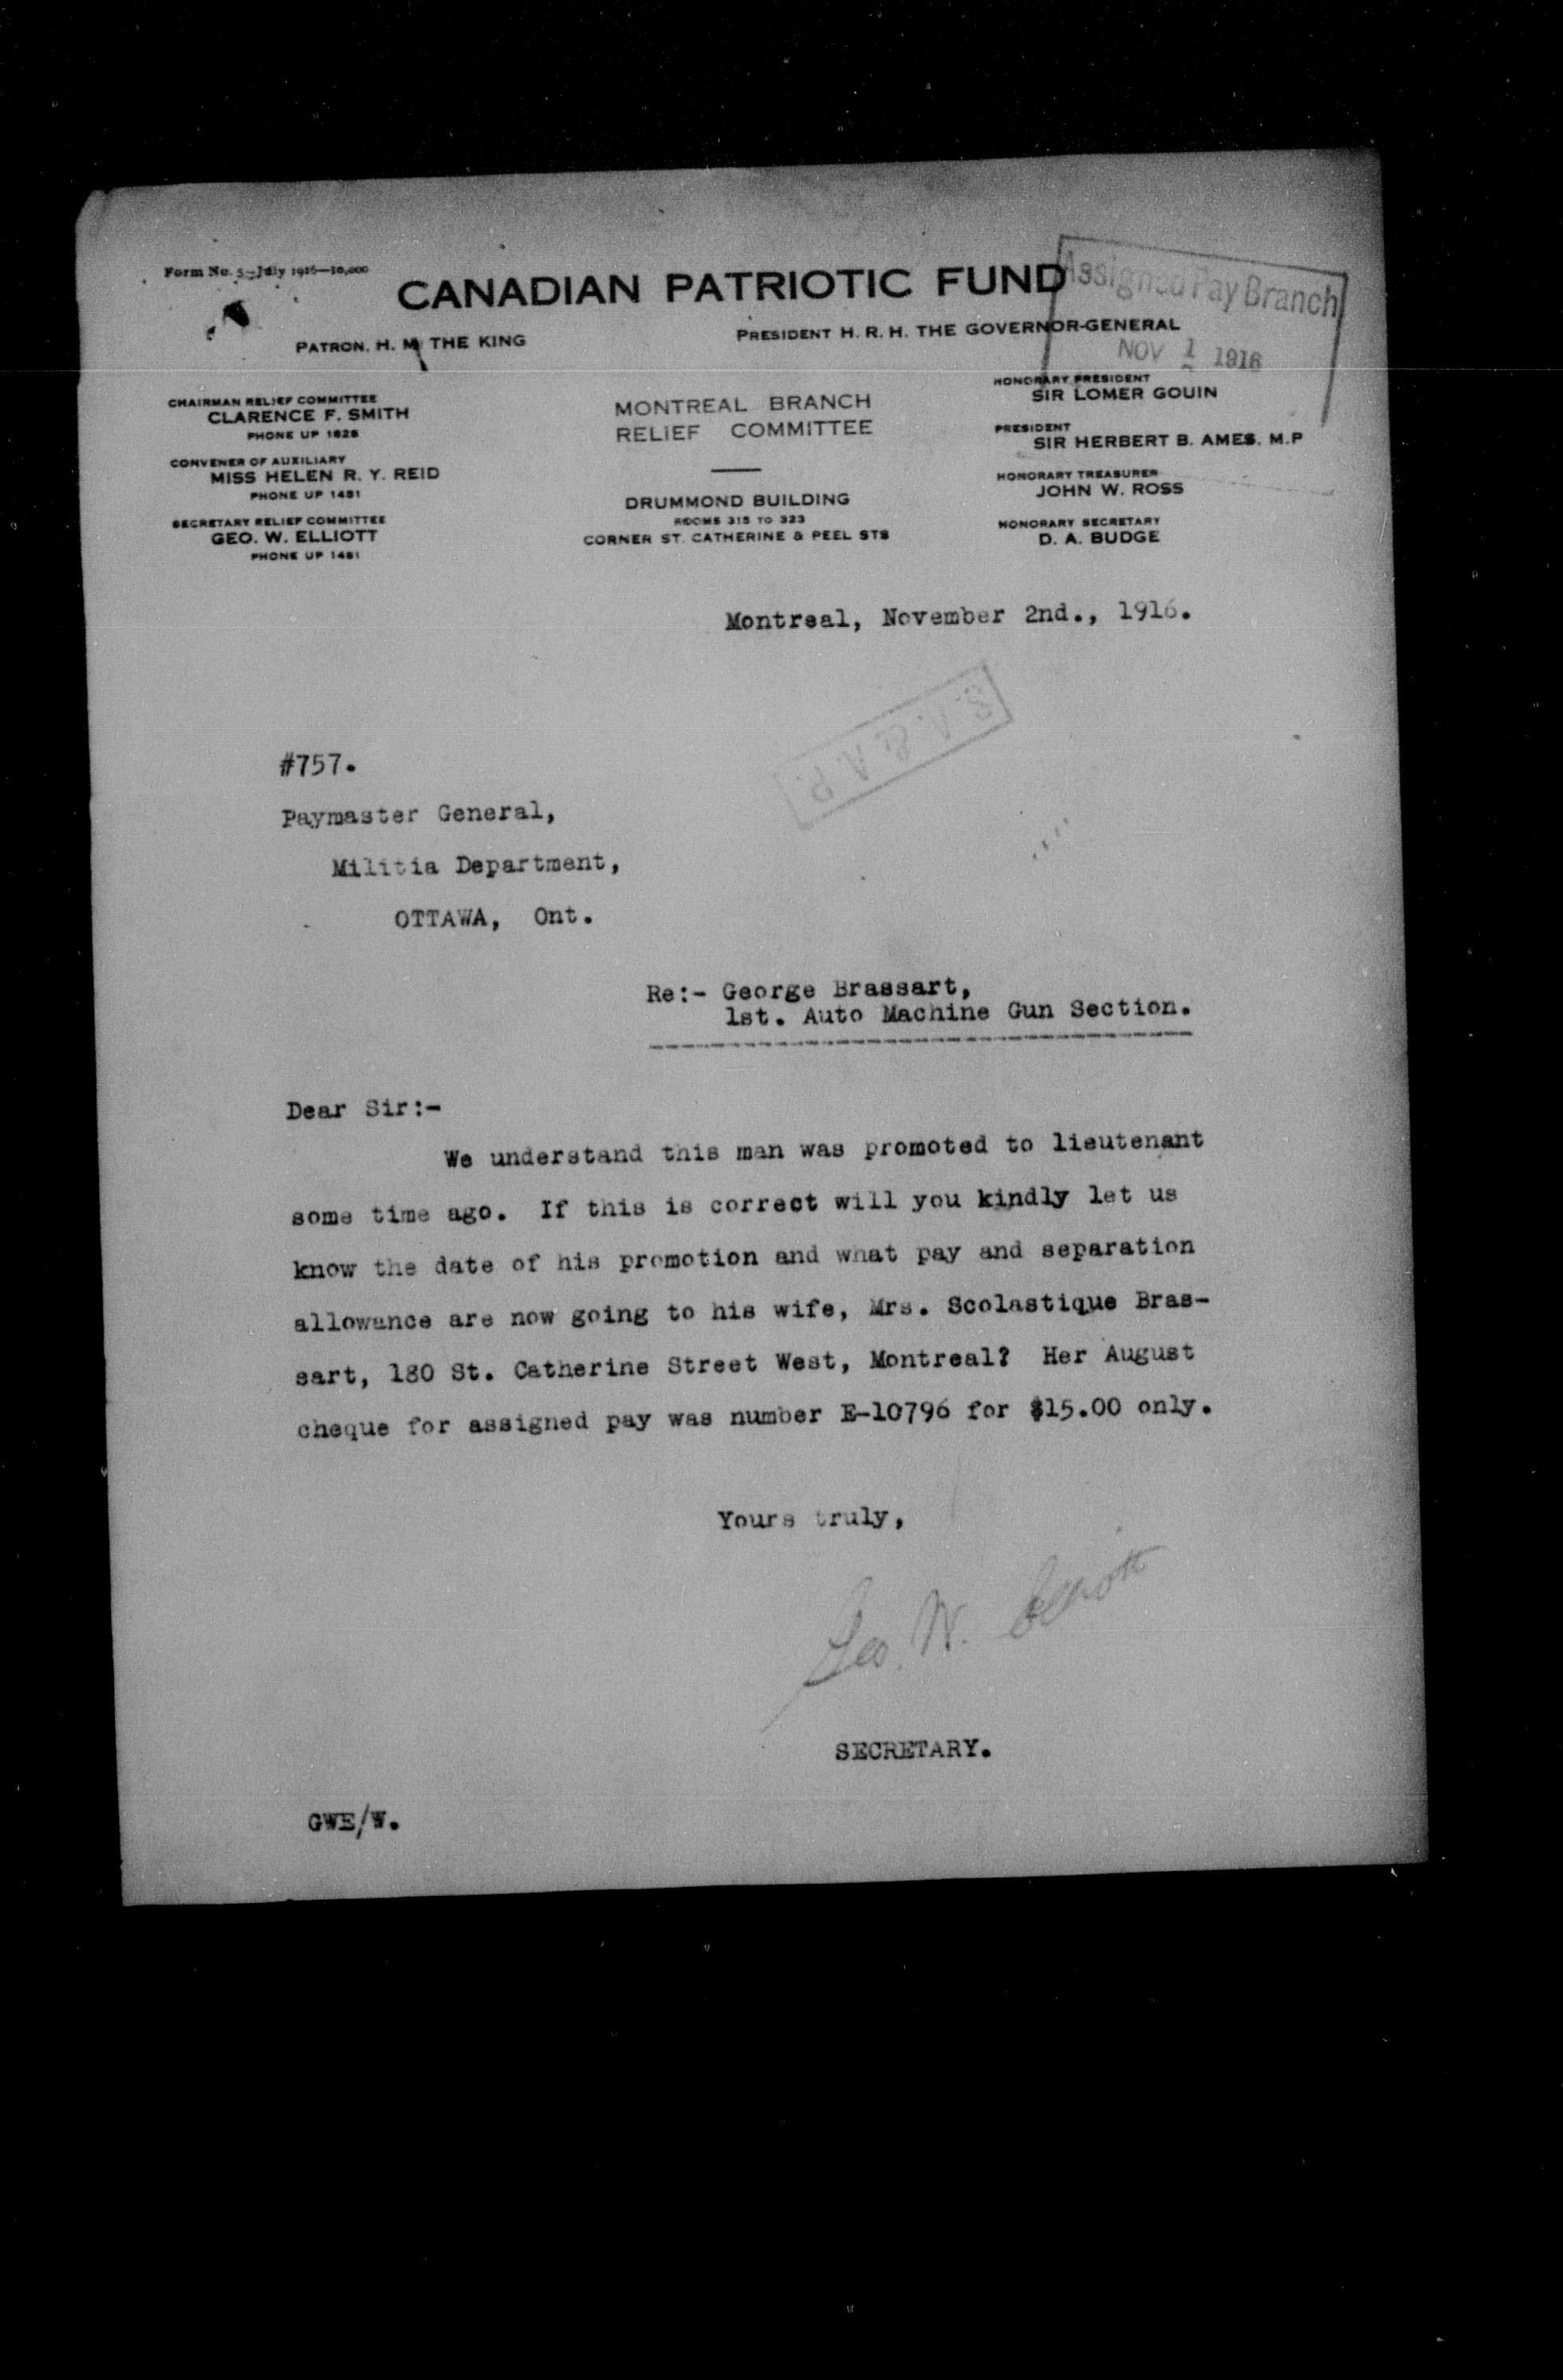 Form No. 5—July 1916—10,000
CANADIAN PATRIOTIC FUND
Assigned Pay Branch
NOV 1 1916
PATRON. H. M. THE KING
PRESIDENT H. R. H. THE GOVERNOR-GENERAL
CHAIRMAN RELIEF COMMITTEE
CLARENCE F. SMITH
PHONE UP 1828
CONVENER OF AUXILIARY
MISS HELEN R. Y. REID
PHONE UP 1481
SECRETARY RELIEF COMMITTEE
GEO. W. ELLIOTT
PHONE UP 1481
MONTREAL BRANCH
RELIEF COMMITTEE
DRUMMOND BUILDING
ROOMS 315 TO 323
CORNER ST. CATHERINE & PEEL STS
HONORARY PRESIDENT
SIR LOMER GOUIN
PRESIDENT
SIR HERBERT B. AMES. M.P
HONORARY TREASURER
JOHN W. ROSS
HONORARY SECRETARY
D. A. BUDGE
Montreal, November 2nd., 1916.
S.A. & A.P.
#757.
Paymaster General,
Militia Department,
OTTAWA, Ont.
Re:- George Brassart,
1st. Auto Machine Gun Section.
Dear Sir:-
We understand this man was promoted to lieutenant
some time ago. If this is correct will you kindly let us
know the date of his promotion and what pay and separation
allowance are now going to his wife, Mrs. Scolastique Bras-
sart, 180 St. Catherine Street West, Montreal? Her August
cheque for assigned pay was number E-10796 for $15.00 only.
Yours truly,
Geo. W. Elliott
SECRETARY.
GWE/W.